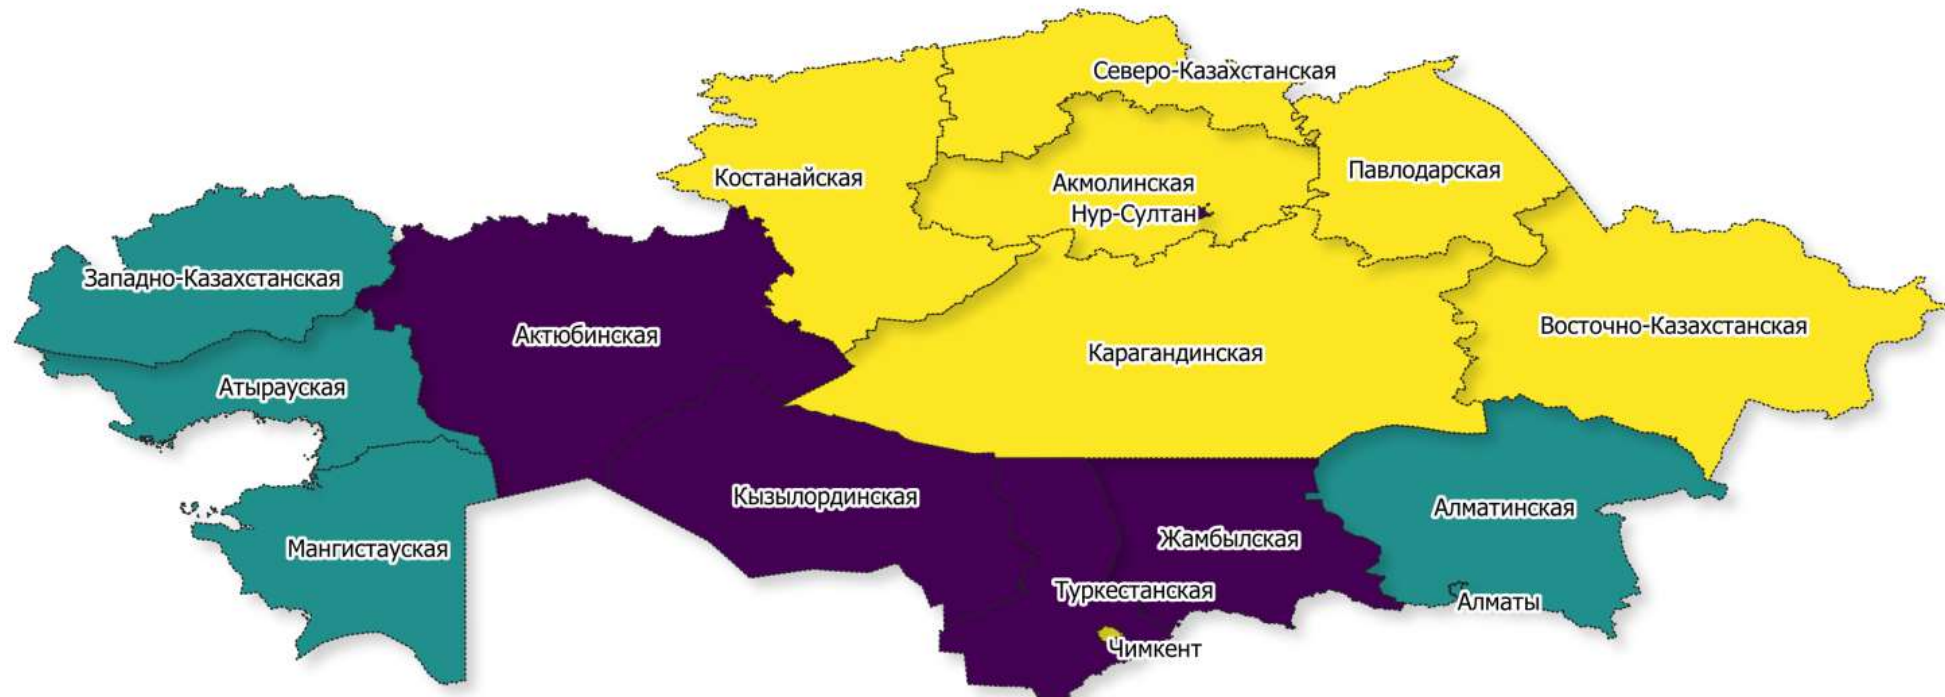 Северо-Казахстанская
Костанайская
Акмолинская
Павлодарская
Нур-Султан
Западно-Казахстанская
Актюбинская
Восточно-Казахстанская
Карагандинская
Атырауская
Кызылординская
Алматинская
Мангистауская
Жамбылская
Туркестанская
Алматы
Чимкент